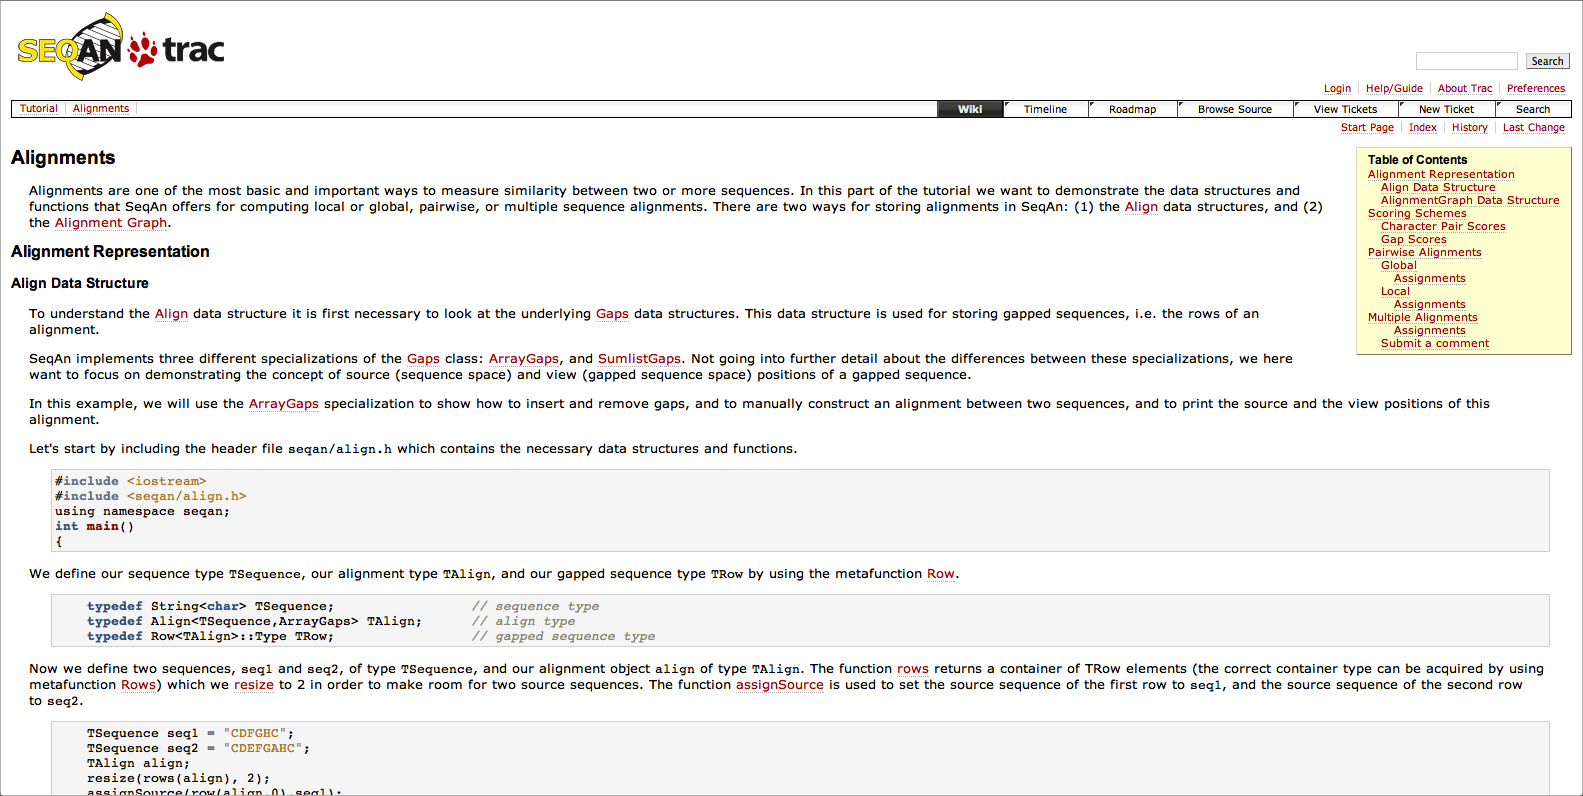 SEQAN trac
Search
Login Help/Guide About Trac Preferences
Tutorial Alignments Wiki Timeline Roadmap Browse Source View Tickets New Ticket Search
Start Page Index History Last Change
Alignments
Alignments are one of the most basic and important ways to measure similarity between two or more sequences. In this part of the tutorial we want to demonstrate the data structures and
functions that SeqAn offers for computing local or global, pairwise, or multiple sequence alignments. There are two ways for storing alignments in SeqAn: (1) the Align data structures, and (2)
the Alignment Graph.
Table of Contents
Alignment Representation
Align Data Structure
AlignmentGraph Data Structure
Scoring Schemes
Character Pair Scores
Gap Scores
Pairwise Alignments
Global
Assignments
Local
Assignments
Multiple Alignments
Assignments
Submit a comment
Alignment Representation
Align Data Structure
To understand the Align data structure it is first necessary to look at the underlying Gaps data structures. This data structure is used for storing gapped sequences, i.e. the rows of an
alignment.
SeqAn implements three different specializations of the Gaps class: ArrayGaps, and SumlistGaps. Not going into further detail about the differences between these specializations, we here
want to focus on demonstrating the concept of source (sequence space) and view (gapped sequence space) positions of a gapped sequence.
In this example, we will use the ArrayGaps specialization to show how to insert and remove gaps, and to manually construct an alignment between two sequences, and to print the source and the view positions of this
alignment.
Let's start by including the header file seqan/align.h which contains the necessary data structures and functions.
#include <iostream>
#include <seqan/align.h>
using namespace seqan;
int main()
{
We define our sequence type TSequence, our alignment type TAlign, and our gapped sequence type TRow by using the metafunction Row.
typedef String<char> TSequence; // sequence type
typedef Align<TSequence,ArrayGaps> TAlign; // align type
typedef Row<TAlign>::Type TRow; // gapped sequence type
Now we define two sequences, seq1 and seq2, of type TSequence, and our alignment object align of type TAlign. The function rows returns a container of TRow elements (the correct container type can be acquired by using
metafunction Rows) which we resize to 2 in order to make room for two source sequences. The function assignSource is used to set the source sequence of the first row to seq1, and the source sequence of the second row
to seq2.
TSequence seq1 = "CDFGHC";
TSequence seq2 = "CDEFGAHC";
TAlign align;
resize(rows(align), 2);
assignSource(row(align,0),seq1);